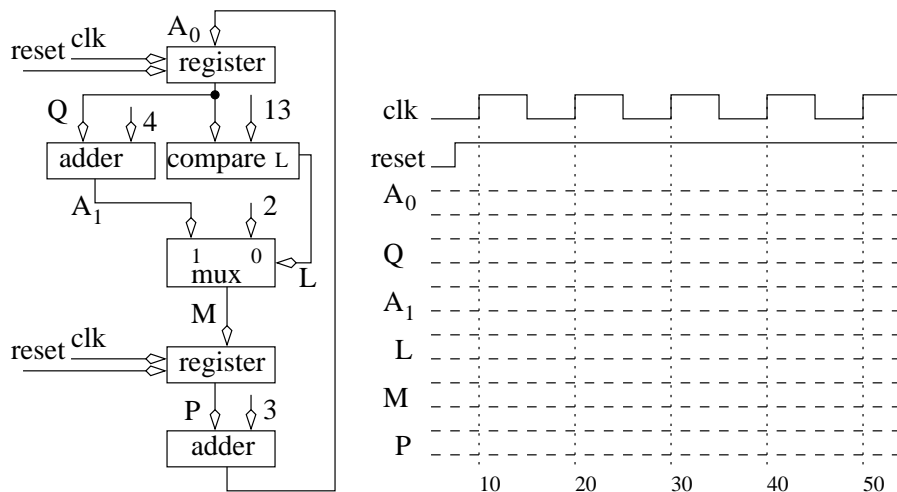 A0
reset clk
register
Q
4
13
adder
compare L
A1
2
1
0
mux
L
M
reset clk
register
P
3
adder
clk
reset
A0
Q
A1
L
M
P
10 20 30 40 50